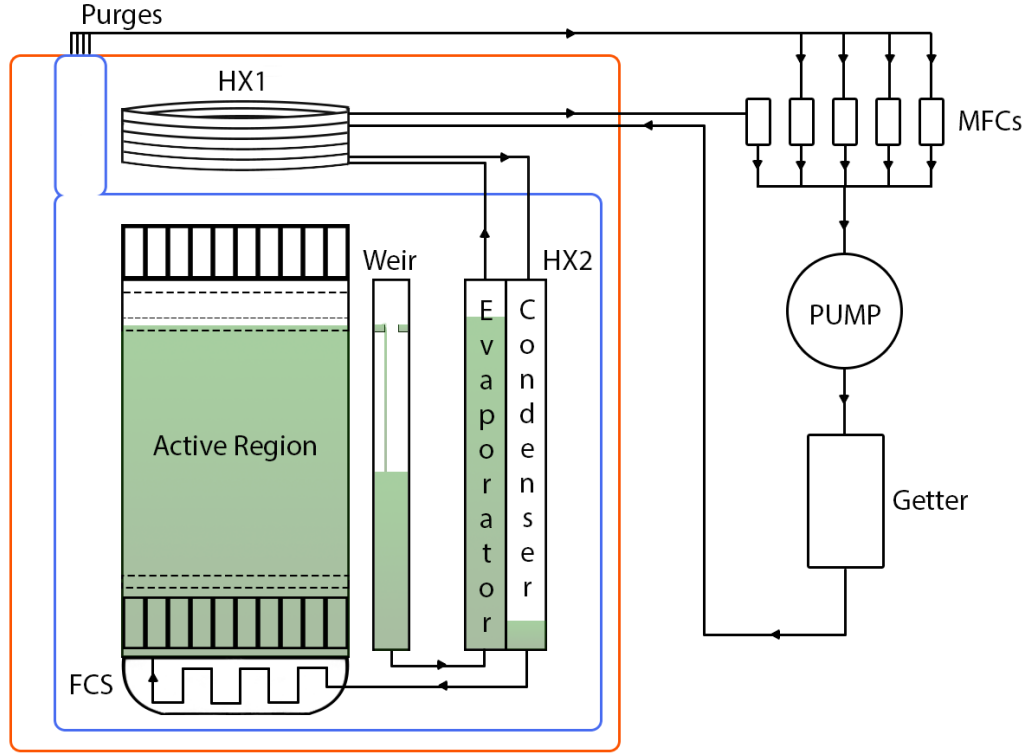 Purges
HX1
MFCs
Weir
HX2
Evaporator
Condenser
PUMP
Active Region
Getter
FCS